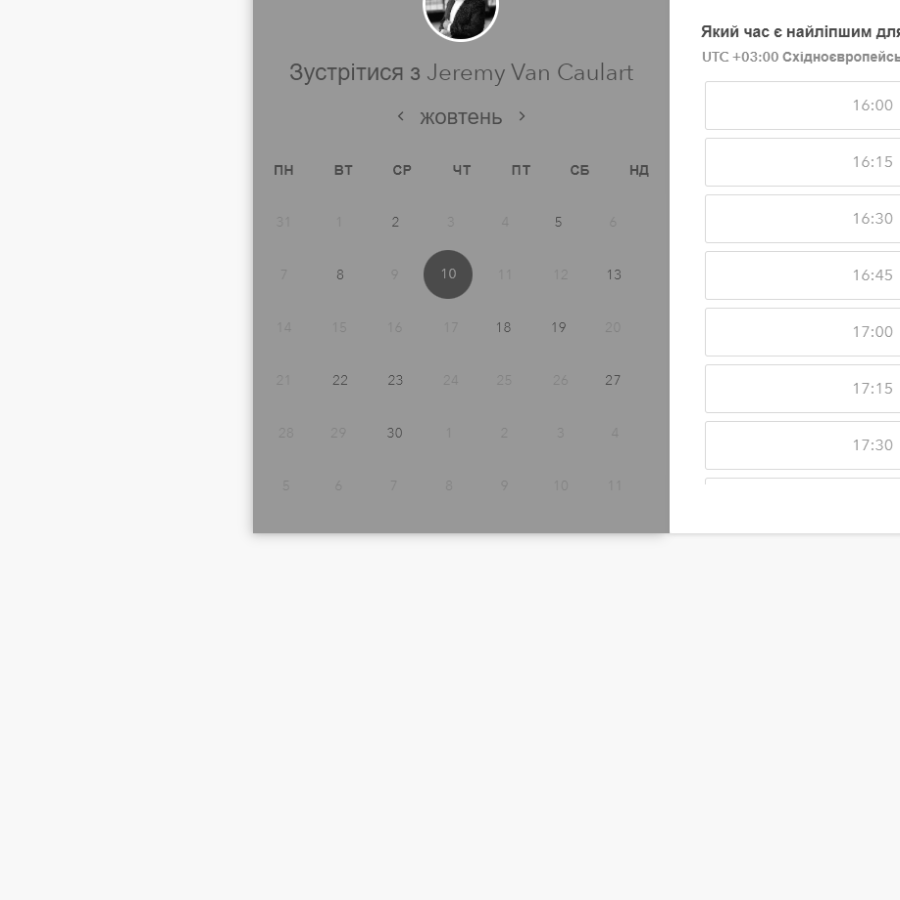 Зустрітися з Jeremy Van Caulart
жовтень
ПН ВТ СР ЧТ ПТ СБ НД
31 1 2 3 4 5 6
7 8 9 10 11 12 13
14 15 16 17 18 19 20
21 22 23 24 25 26 27
28 29 30 1 2 3 4
5 6 7 8 9 10 11
Який час є найліпшим для
UTC +03:00 Східноєвропейсь
16:00
16:15
16:30
16:45
17:00
17:15
17:30